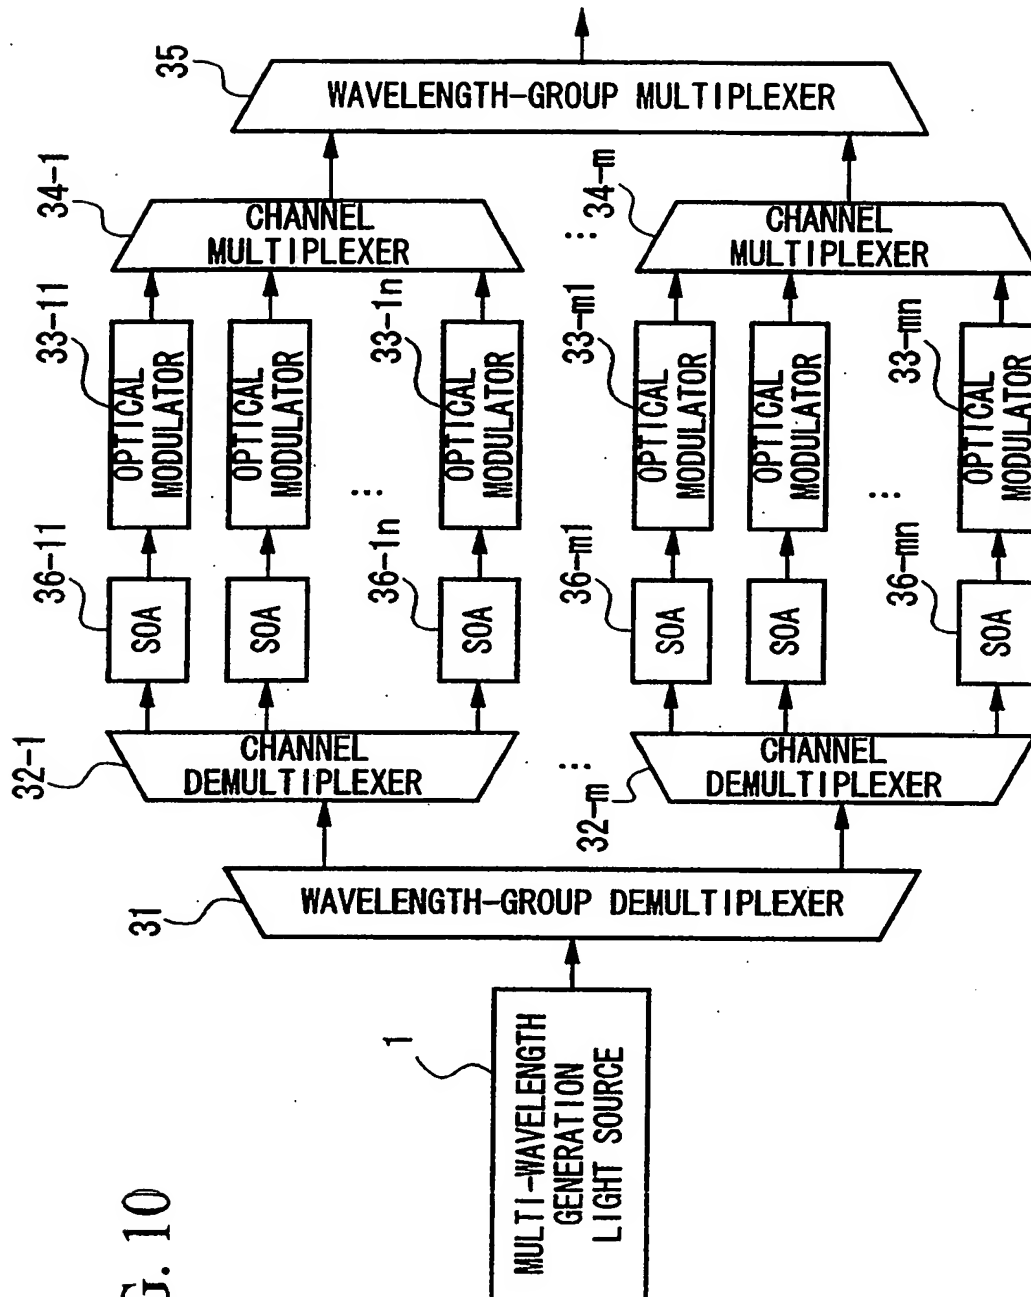 G. 10
1
MULTI-WAVELENGTH
GENERATION
LIGHT SOURCE
31
WAVELENGTH-GROUP DEMULTIPLEXER
32-1
CHANNEL
DEMULTIPLEXER
...
32-m
CHANNEL
DEMULTIPLEXER
36-11
SOA
SOA
36-1n
SOA
36-m1
SOA
SOA
36-mn
SOA
33-11
OPTICAL
MODULATOR
OPTICAL
MODULATOR
...
33-1n
OPTICAL
MODULATOR
33-m1
OPTICAL
MODULATOR
OPTICAL
MODULATOR
...
33-mn
OPTICAL
MODULATOR
34-1
CHANNEL
MULTIPLEXER
...
34-m
CHANNEL
MULTIPLEXER
35
WAVELENGTH-GROUP MULTIPLEXER